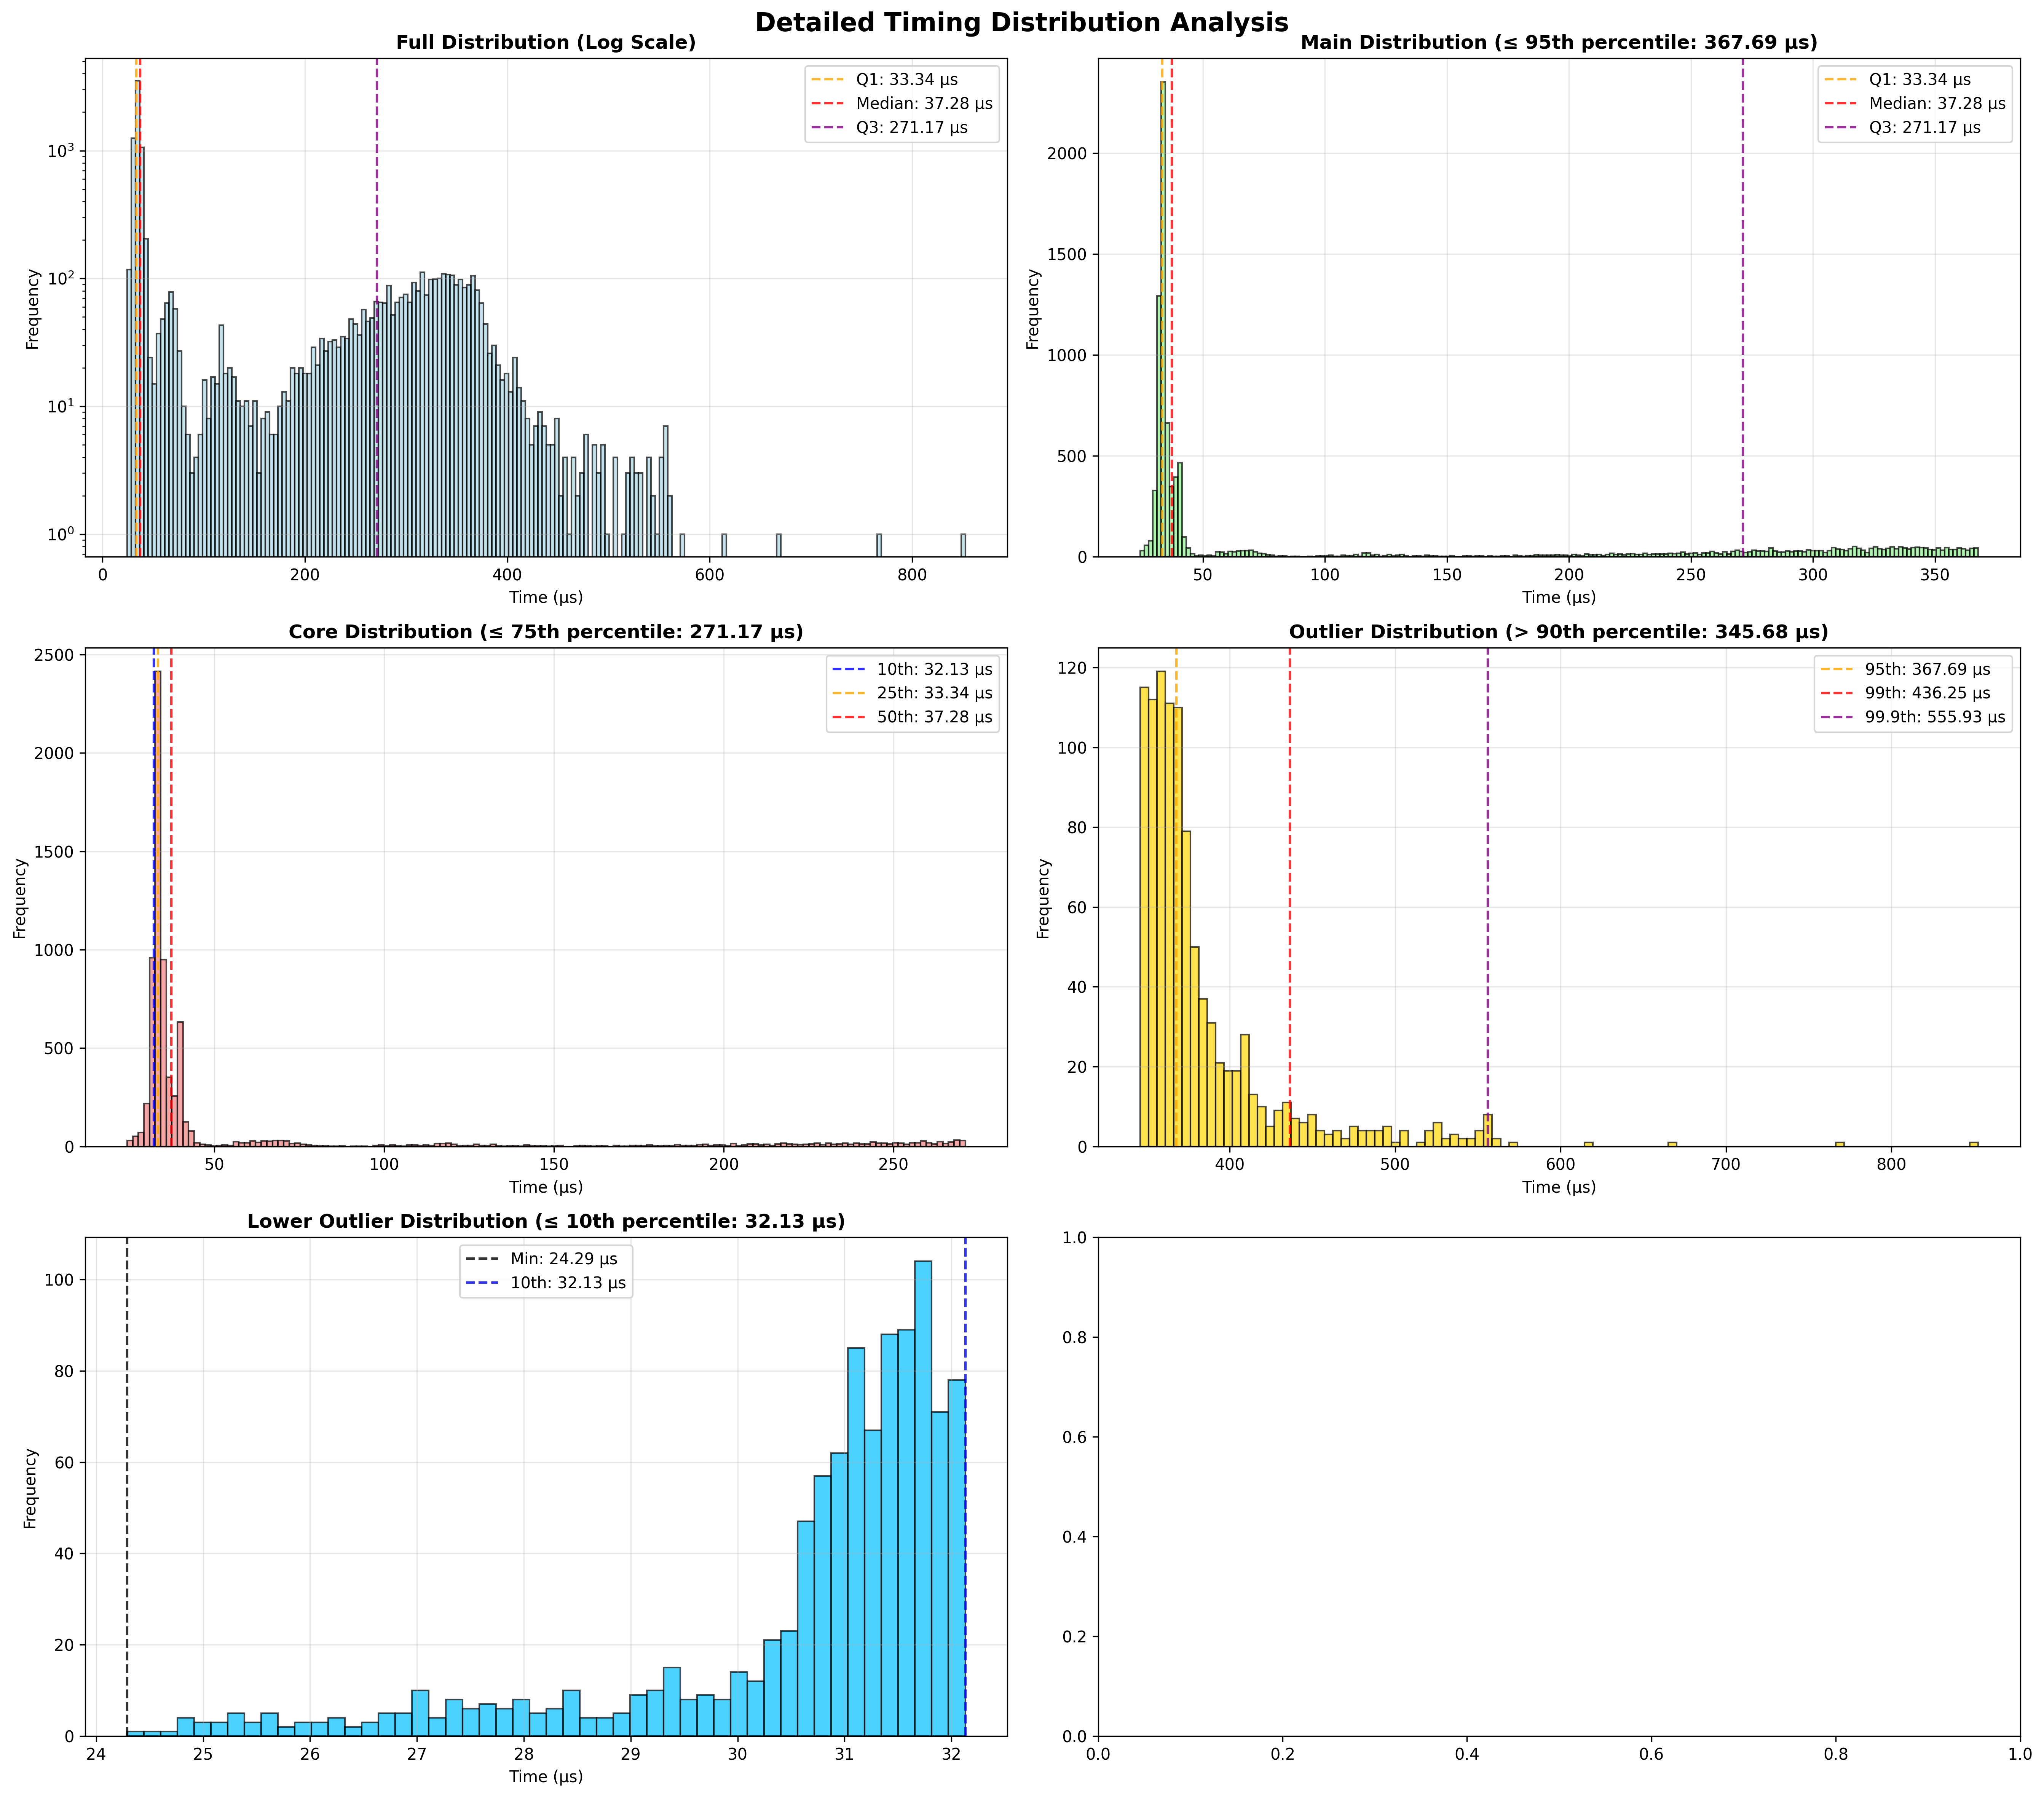 Detailed Timing Distribution Analysis
Full Distribution (Log Scale)
Q1: 33.34 µs
Median: 37.28 µs
Q3: 271.17 µs
Frequency
10³
10²
10¹
10⁰
0 200 400 600 800
Time (µs)
Main Distribution (≤ 95th percentile: 367.69 µs)
Q1: 33.34 µs
Median: 37.28 µs
Q3: 271.17 µs
Frequency
2000
1500
1000
500
0
50 100 150 200 250 300 350
Time (µs)
Core Distribution (≤ 75th percentile: 271.17 µs)
10th: 32.13 µs
25th: 33.34 µs
50th: 37.28 µs
Frequency
2500
2000
1500
1000
500
0
50 100 150 200 250
Time (µs)
Outlier Distribution (> 90th percentile: 345.68 µs)
95th: 367.69 µs
99th: 436.25 µs
99.9th: 555.93 µs
Frequency
120
100
80
60
40
20
0
400 500 600 700 800
Time (µs)
Lower Outlier Distribution (≤ 10th percentile: 32.13 µs)
Min: 24.29 µs
10th: 32.13 µs
Frequency
100
80
60
40
20
0
24 25 26 27 28 29 30 31 32
Time (µs)
1.0
0.8
0.6
0.4
0.2
0.0
0.0 0.2 0.4 0.6 0.8 1.0